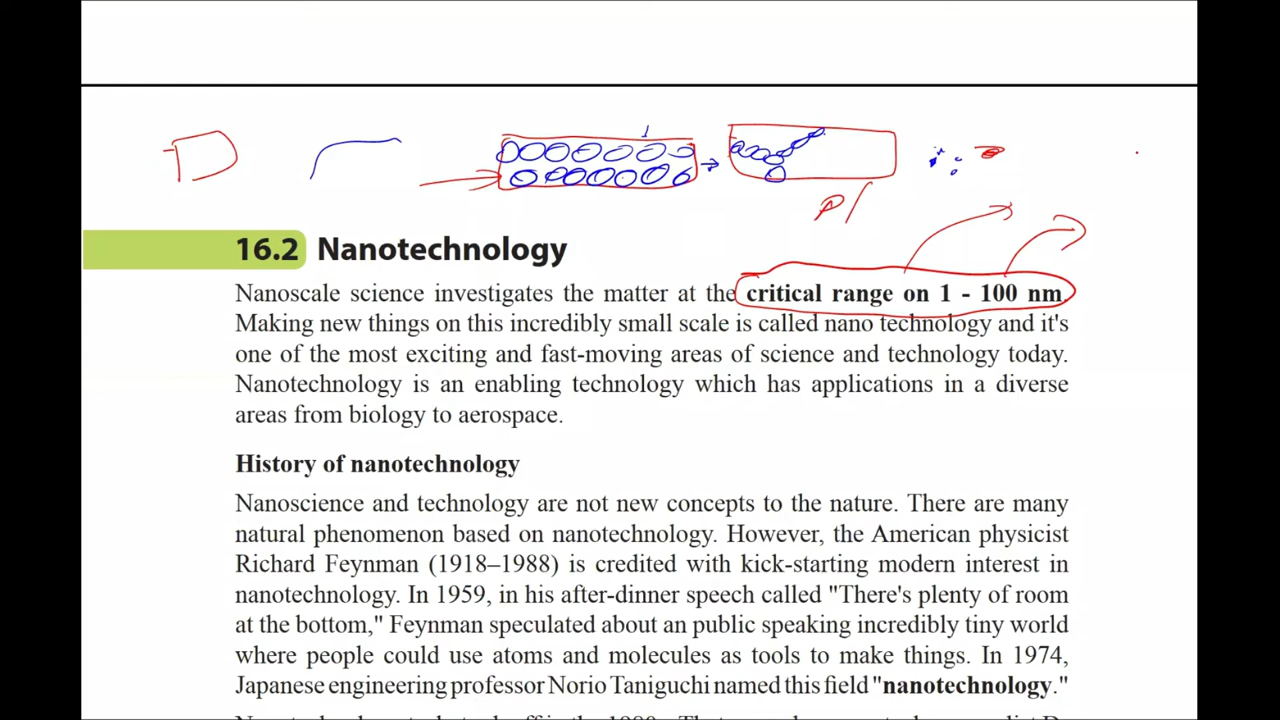 16.2 Nanotechnology
Nanoscale science investigates the matter at the critical range on 1 - 100 nm.
Making new things on this incredibly small scale is called nano technology and it's
one of the most exciting and fast-moving areas of science and technology today.
Nanotechnology is an enabling technology which has applications in a diverse
areas from biology to aerospace.
History of nanotechnology
Nanoscience and technology are not new concepts to the nature. There are many
natural phenomenon based on nanotechnology. However, the American physicist
Richard Feynman (1918–1988) is credited with kick-starting modern interest in
nanotechnology. In 1959, in his after-dinner speech called "There's plenty of room
at the bottom," Feynman speculated about an public speaking incredibly tiny world
where people could use atoms and molecules as tools to make things. In 1974,
Japanese engineering professor Norio Taniguchi named this field "nanotechnology."